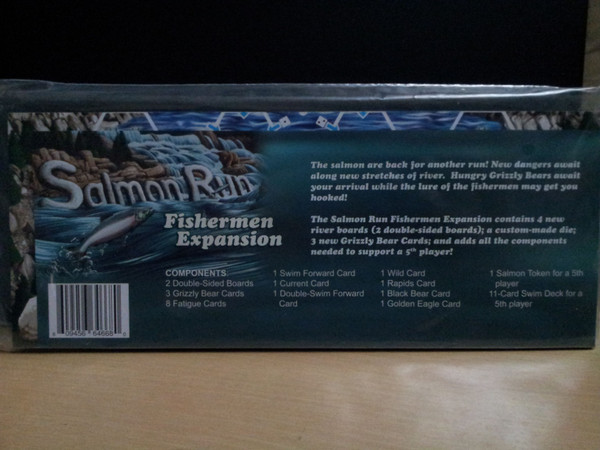 Salmon Run
Fishermen
Expansion
The salmon are back for another run! New dangers await
along new stretches of river. Hungry Grizzly Bears await
your arrival while the lure of the fishermen may get you
hooked!
The Salmon Run Fishermen Expansion contains 4 new
river boards (2 double-sided boards); a custom-made die;
3 new Grizzly Bear Cards; and adds all the components
needed to support a 5th player!
COMPONENTS
2 Double-Sided Boards
3 Grizzly Bear Cards
8 Fatigue Cards
1 Swim Forward Card
1 Current Card
1 Double-Swim Forward
Card
1 Wild Card
1 Rapids Card
1 Black Bear Card
1 Golden Eagle Card
1 Salmon Token for a 5th
player
11-Card Swim Deck for a
5th player